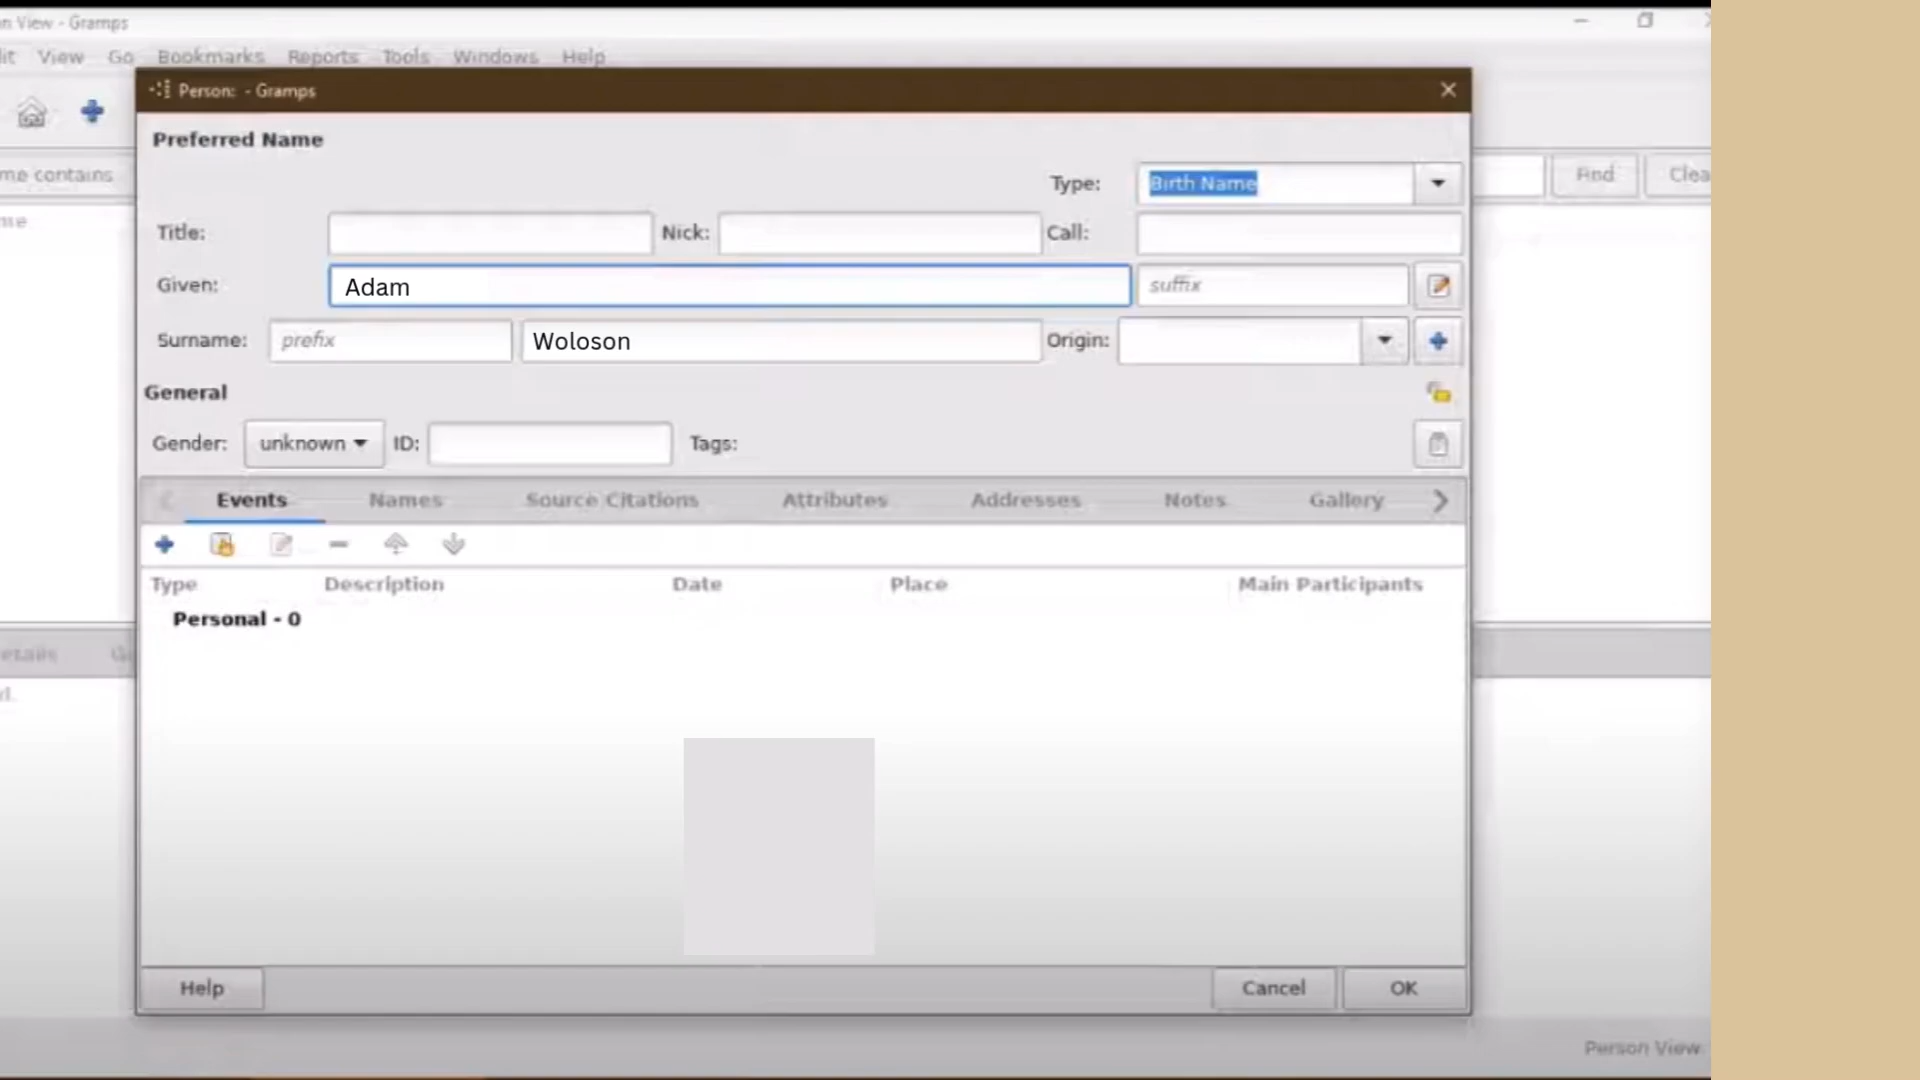 on View - Gramps
it View Go Bookmarks Reports Tools Windows Help
Person: - Gramps
Preferred Name
me contains
Type: Birth Name
Find Clea
me
Title: Nick: Call:
Given: Adam suffix
Surname: prefix Woloson Origin:
General
Gender: unknown ID: Tags:
Events Names Source Citations Attributes Addresses Notes Gallery
Type Description Date Place Main Participants
Personal - 0
etails
Help Cancel OK
Person View